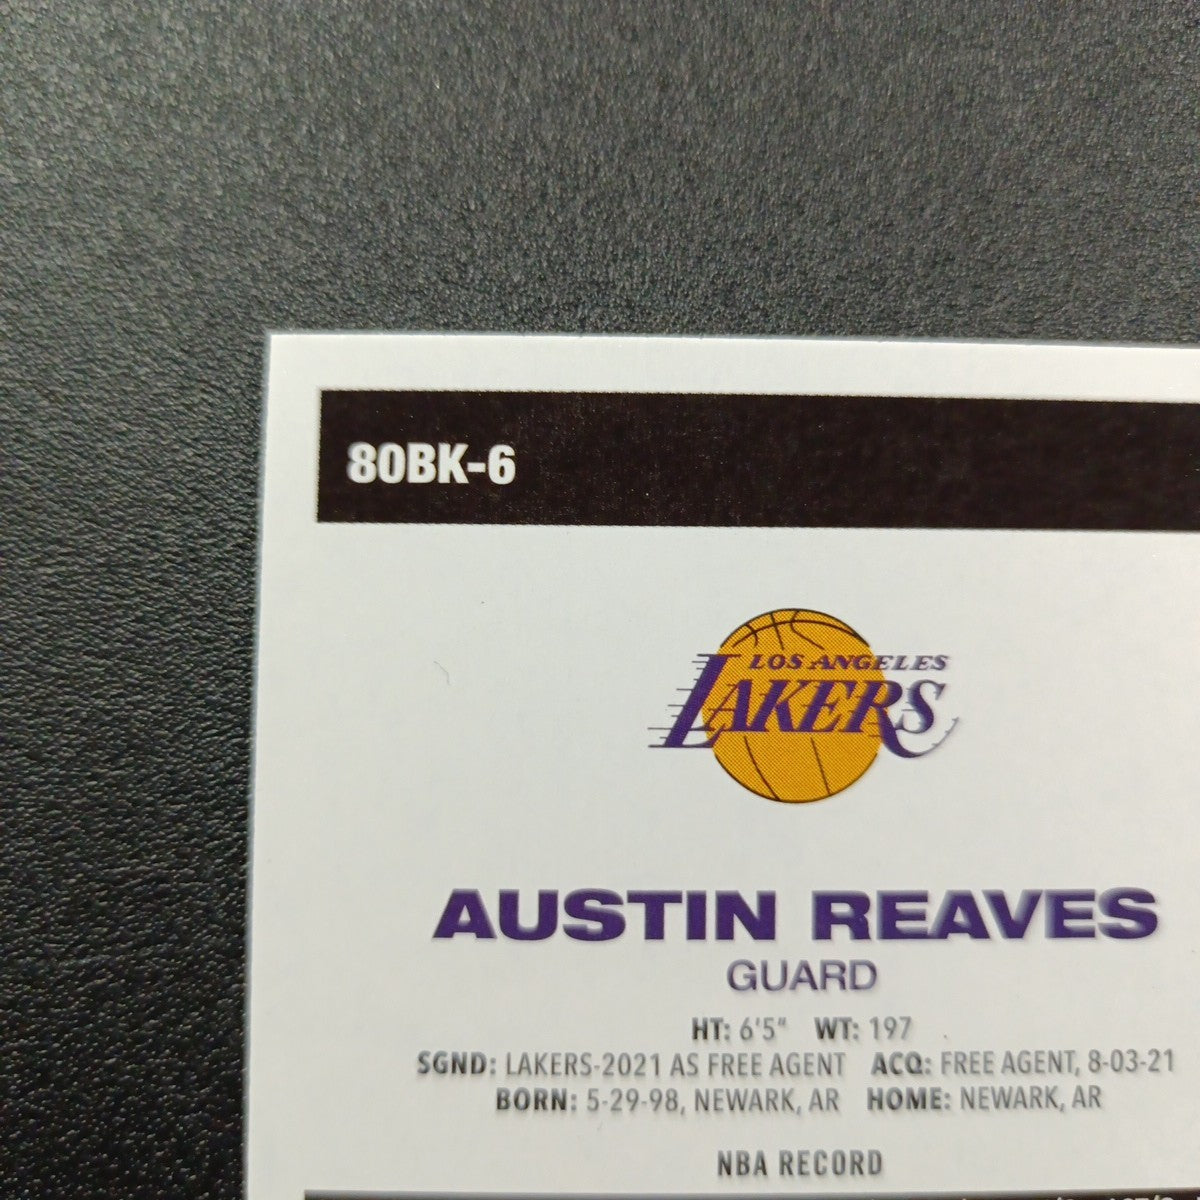 80BK-6
LOS ANGELES
LAKERS
AUSTIN REAVES
GUARD
HT: 6'5" WT: 197
SGND: LAKERS-2021 AS FREE AGENT ACQ: FREE AGENT, 8-03-21
BORN: 5-29-98, NEWARK, AR HOME: NEWARK, AR
NBA RECORD